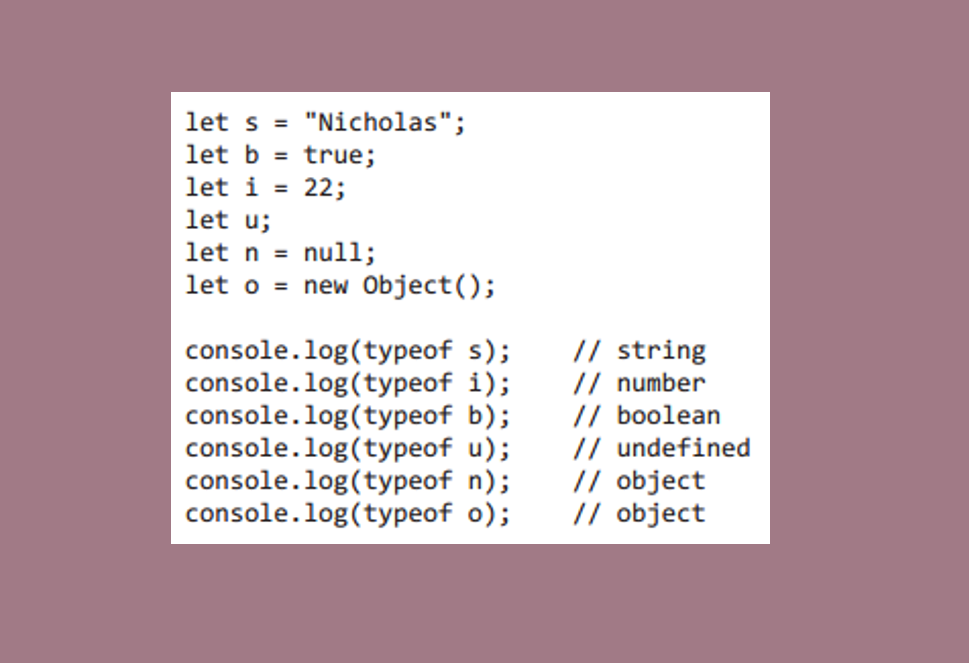 let s = "Nicholas";
let b = true;
let i = 22;
let u;
let n = null;
let o = new Object();

console.log(typeof s);    // string
console.log(typeof i);    // number
console.log(typeof b);    // boolean
console.log(typeof u);    // undefined
console.log(typeof n);    // object
console.log(typeof o);    // object